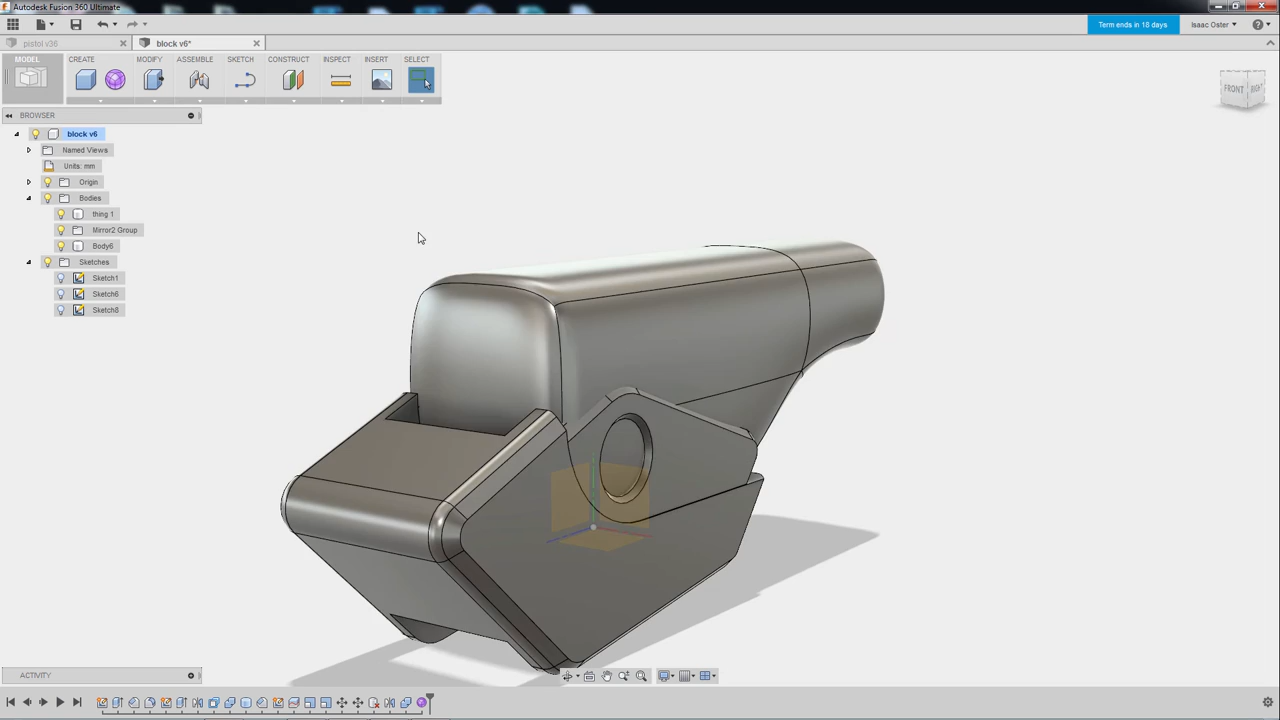 Autodesk Fusion 360 Ultimate
Term ends in 18 days
Isaac Oster
pistol v36
block v6*
MODEL
CREATE
MODIFY
ASSEMBLE
SKETCH
CONSTRUCT
INSPECT
INSERT
SELECT
FRONT
RIGHT
BROWSER
block v6
Named Views
Units: mm
Origin
Bodies
thing 1
Mirror2 Group
Body6
Sketches
Sketch1
Sketch6
Sketch8
ACTIVITY